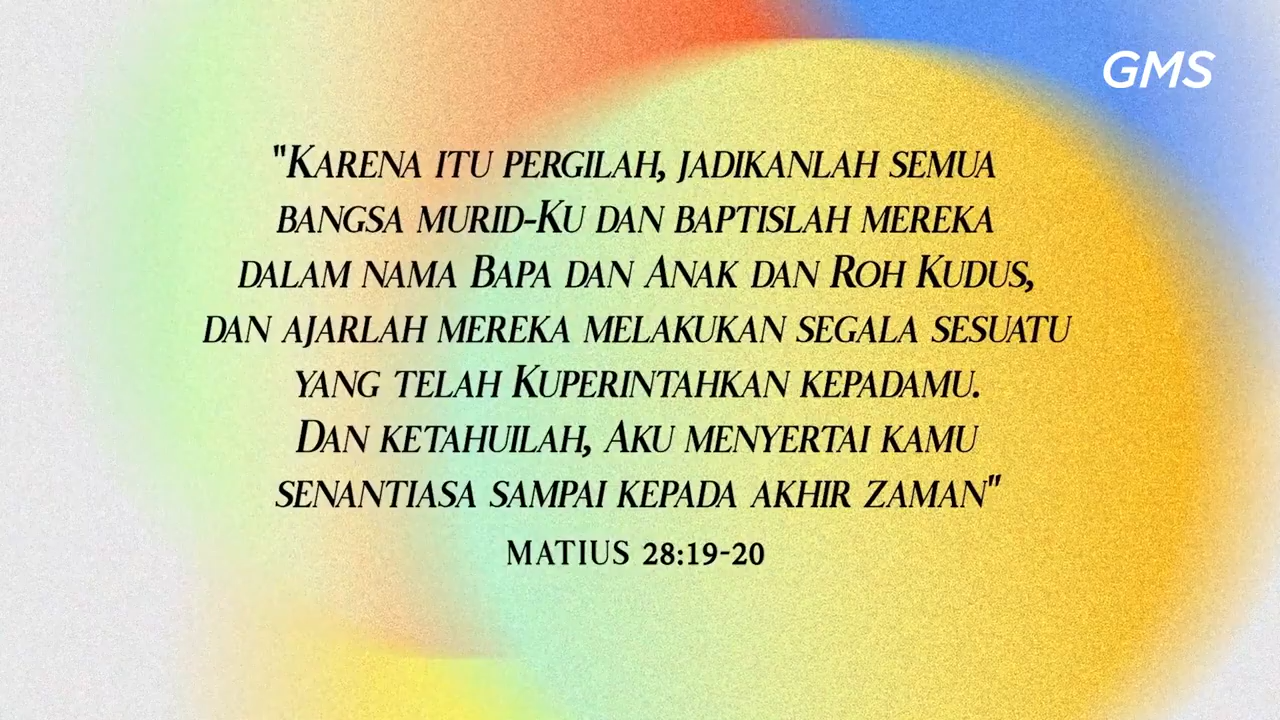 GMS
"Karena itu pergilah, jadikanlah semua
bangsa murid-Ku dan baptislah mereka
dalam nama Bapa dan Anak dan Roh Kudus,
dan ajarlah mereka melakukan segala sesuatu
yang telah Kuperintahkan kepadamu.
Dan ketahuilah, Aku menyertai kamu
senantiasa sampai kepada akhir zaman"
MATIUS 28:19-20